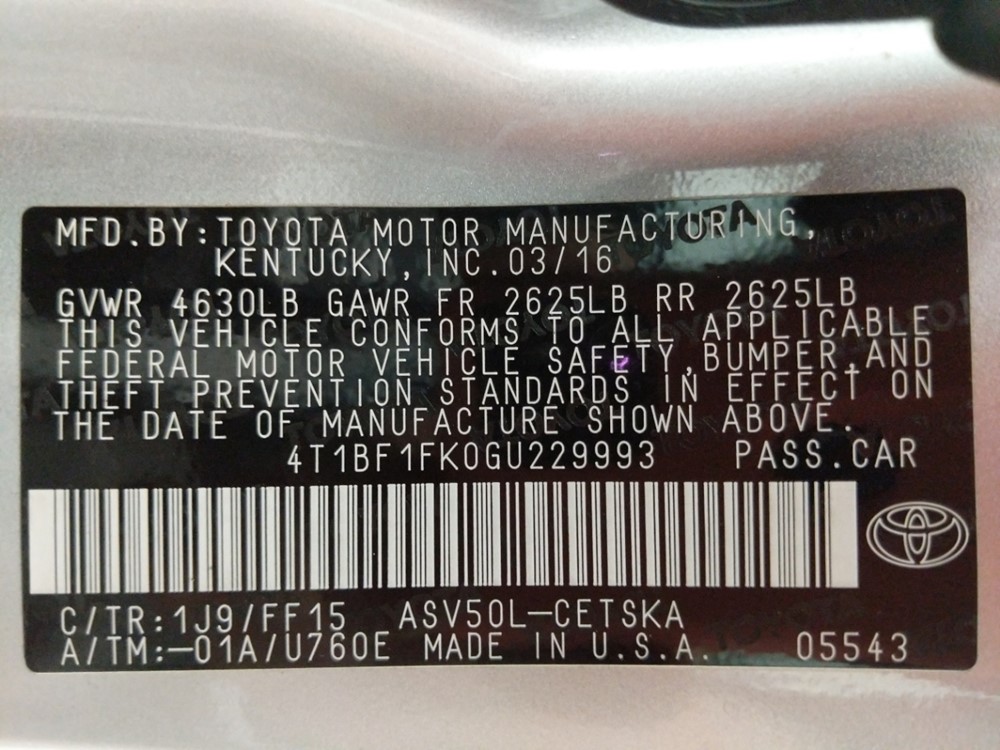 MFD.BY:TOYOTA MOTOR MANUFACTURING,
KENTUCKY,INC.03/16
GVWR 4630LB GAWR FR 2625LB RR 2625LB
THIS VEHICLE CONFORMS TO ALL APPLICABLE
FEDERAL MOTOR VEHICLE SAFETY,BUMPER,AND
THEFT PREVENTION STANDARDS IN EFFECT ON
THE DATE OF MANUFACTURE SHOWN ABOVE.
4T1BF1FK0GU229993 PASS.CAR
C/TR:1J9/FF15 ASV50L-CETSKA
A/TM:-01A/U760E MADE IN U.S.A. 05543